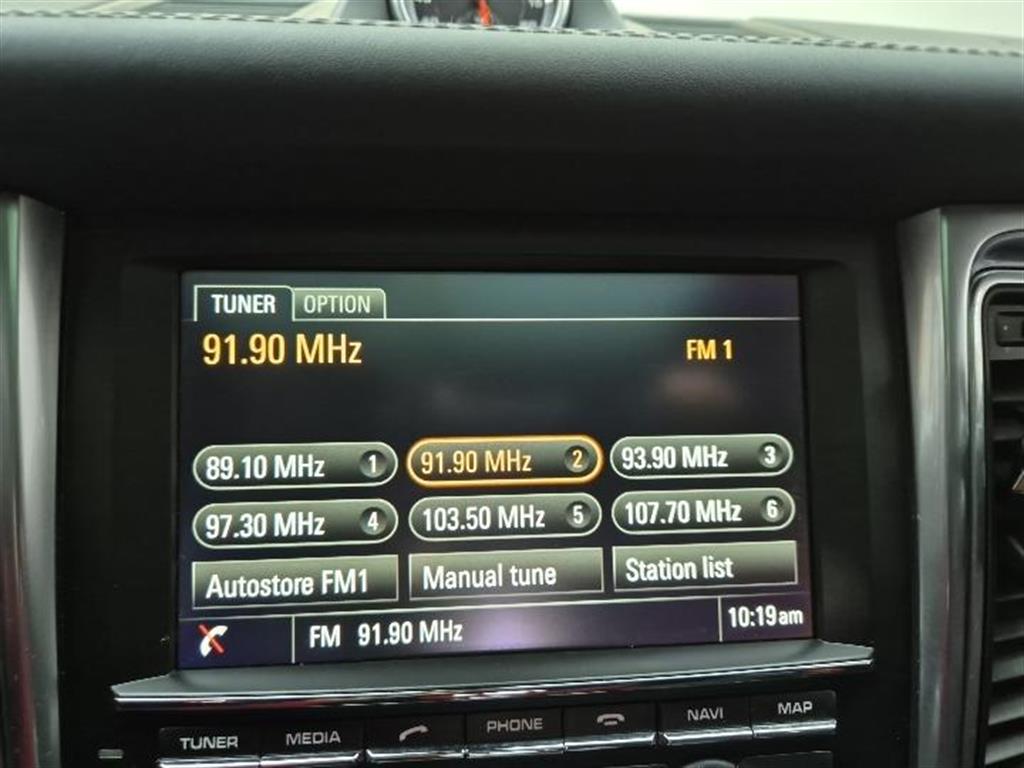 TUNER OPTION
91.90 MHz FM 1
89.10 MHz 1 91.90 MHz 2 93.90 MHz 3
97.30 MHz 4 103.50 MHz 5 107.70 MHz 6
Autostore FM1 Manual tune Station list
FM 91.90 MHz 10:19am
TUNER MEDIA PHONE NAVI MAP